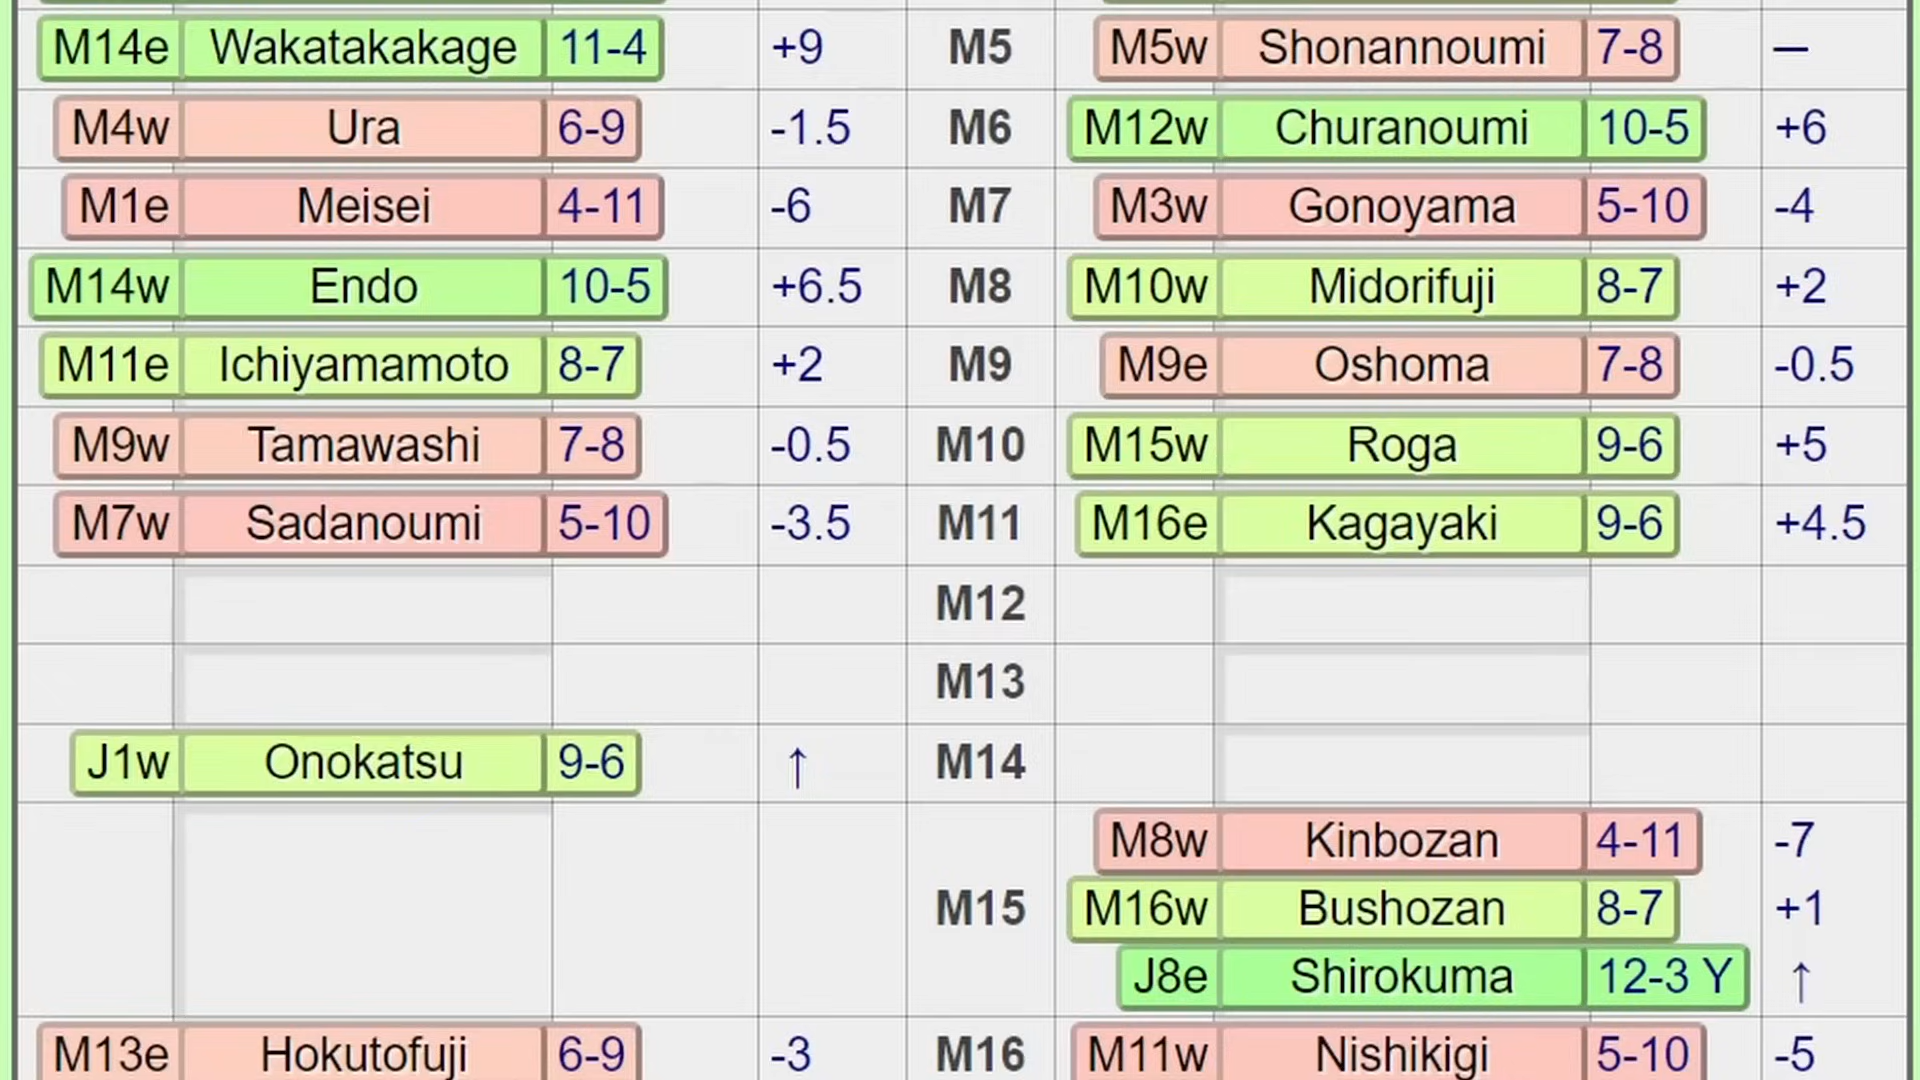 M14e Wakatakakage 11-4 +9 M5 M5w Shonannoumi 7-8 —
M4w Ura 6-9 -1.5 M6 M12w Churanoumi 10-5 +6
M1e Meisei 4-11 -6 M7 M3w Gonoyama 5-10 -4
M14w Endo 10-5 +6.5 M8 M10w Midorifuji 8-7 +2
M11e Ichiyamamoto 8-7 +2 M9 M9e Oshoma 7-8 -0.5
M9w Tamawashi 7-8 -0.5 M10 M15w Roga 9-6 +5
M7w Sadanoumi 5-10 -3.5 M11 M16e Kagayaki 9-6 +4.5
M12
M13
J1w Onokatsu 9-6 ↑ M14
M8w Kinbozan 4-11 -7
M15 M16w Bushozan 8-7 +1
J8e Shirokuma 12-3 Y ↑
M13e Hokutofuji 6-9 -3 M16 M11w Nishikigi 5-10 -5